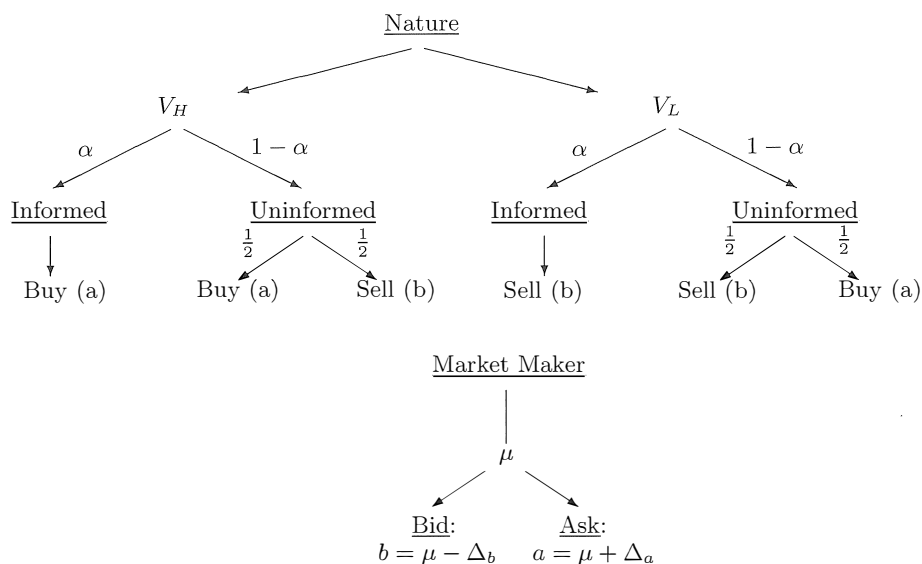 Nature
V_H V_L
α 1 − α α 1 − α
Informed Uninformed Informed Uninformed
1/2 1/2 1/2 1/2
Buy (a) Buy (a) Sell (b) Sell (b) Sell (b) Buy (a)
Market Maker
μ
Bid: Ask:
b = μ − Δ_b a = μ + Δ_a